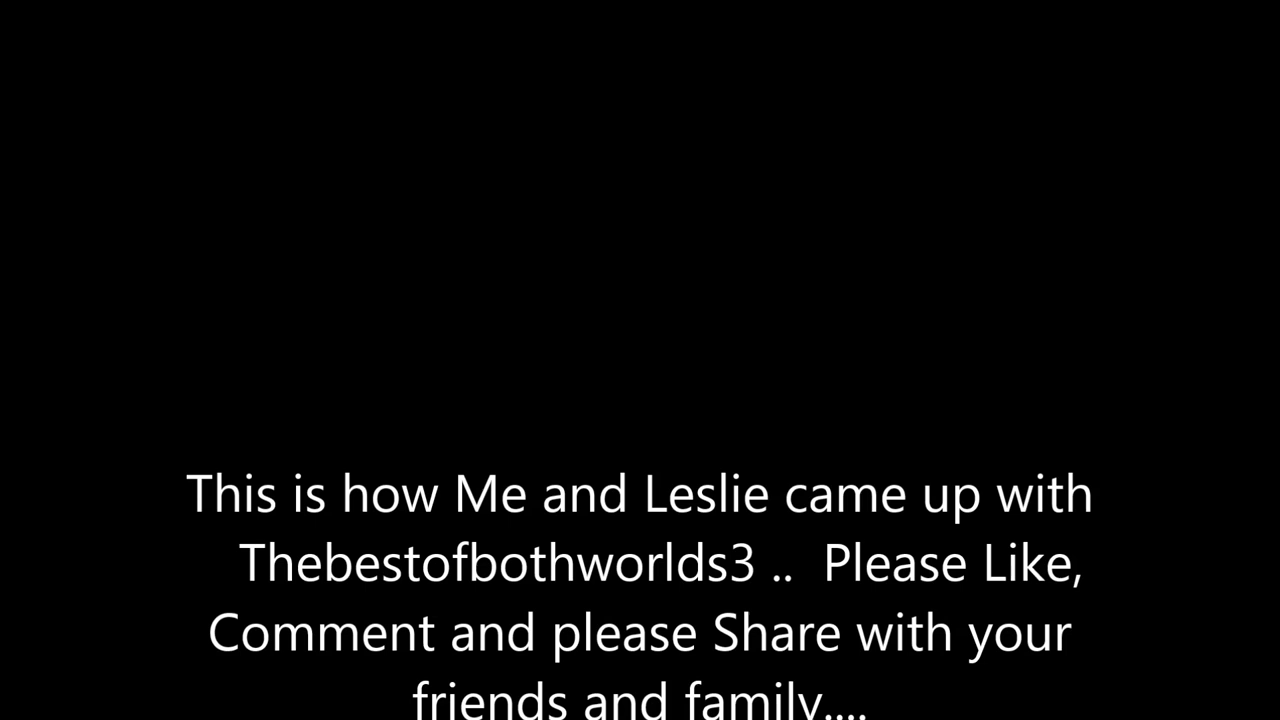 This is how Me and Leslie came up with
Thebestofbothworlds3 .. Please Like,
Comment and please Share with your
friends and family....